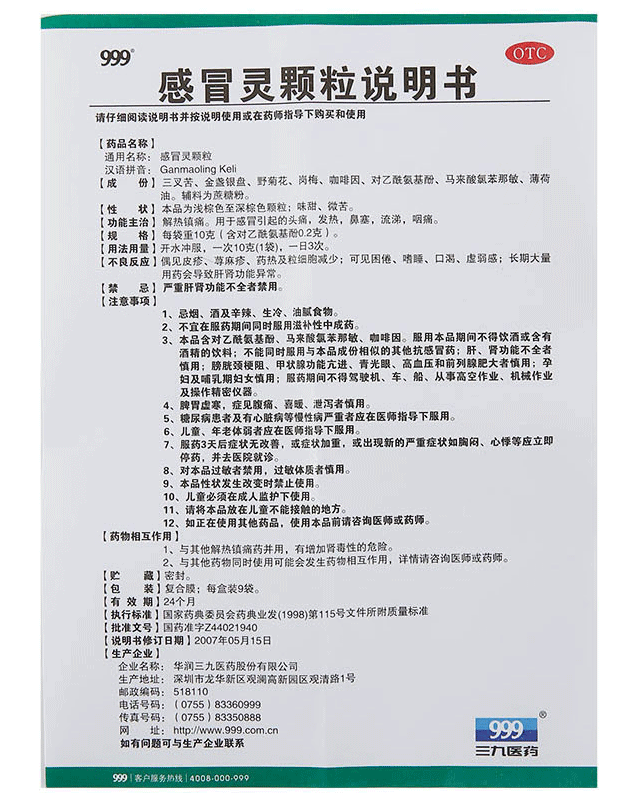 999®
OTC
感冒灵颗粒说明书
请仔细阅读说明书并按说明使用或在药师指导下购买和使用
【药品名称】
通用名称：感冒灵颗粒
汉语拼音：Ganmaoling Keli
【成 份】三叉苦、金盏银盘、野菊花、岗梅、咖啡因、对乙酰氨基酚、马来酸氯苯那敏、薄荷
油。辅料为蔗糖粉。
【性 状】本品为浅棕色至深棕色颗粒；味甜、微苦。
【功能主治】解热镇痛。用于感冒引起的头痛，发热，鼻塞，流涕，咽痛。
【规 格】每袋重10克（含对乙酰氨基酚0.2克）。
【用法用量】开水冲服，一次10克(1袋)，一日3次。
【不良反应】偶见皮疹、荨麻疹、药热及粒细胞减少；可见困倦、嗜睡、口渴、虚弱感；长期大量
用药会导致肝肾功能异常。
【禁 忌】严重肝肾功能不全者禁用。
【注意事项】
1、忌烟、酒及辛辣、生冷、油腻食物。
2、不宜在服药期间同时服用滋补性中成药。
3、本品含对乙酰氨基酚、马来酸氯苯那敏、咖啡因。服用本品期间不得饮酒或含有
酒精的饮料；不能同时服用与本品成份相似的其他抗感冒药；肝、肾功能不全者
慎用；膀胱颈梗阻、甲状腺功能亢进、青光眼、高血压和前列腺肥大者慎用；孕
妇及哺乳期妇女慎用；服药期间不得驾驶机、车、船、从事高空作业、机械作业
及操作精密仪器。
4、脾胃虚寒，症见腹痛、喜暖、泄泻者慎用。
5、糖尿病患者及有心脏病等慢性病严重者应在医师指导下服用。
6、儿童、年老体弱者应在医师指导下服用。
7、服药3天后症状无改善，或症状加重，或出现新的严重症状如胸闷、心悸等应立即
停药，并去医院就诊。
8、对本品过敏者禁用，过敏体质者慎用。
9、本品性状发生改变时禁止使用。
10、儿童必须在成人监护下使用。
11、请将本品放在儿童不能接触的地方。
12、如正在使用其他药品，使用本品前请咨询医师或药师。
【药物相互作用】
1、与其他解热镇痛药并用，有增加肾毒性的危险。
2、与其他药物同时使用可能会发生药物相互作用，详情请咨询医师或药师。
【贮 藏】密封。
【包 装】复合膜；每盒装9袋。
【有 效 期】24个月
【执行标准】国家药典委员会药典业发(1998)第115号文件所附质量标准
【批准文号】国药准字Z44021940
【说明书修订日期】2007年05月15日
【生产企业】
企业名称：华润三九医药股份有限公司
生产地址：深圳市龙华新区观澜高新园区观清路1号
邮政编码：518110
电话号码：(0755) 83360999
传真号码：(0755) 83350888
网 址：http://www.999.com.cn
如有问题可与生产企业联系
999®
三九医药
999 客户服务热线 4008-000-999